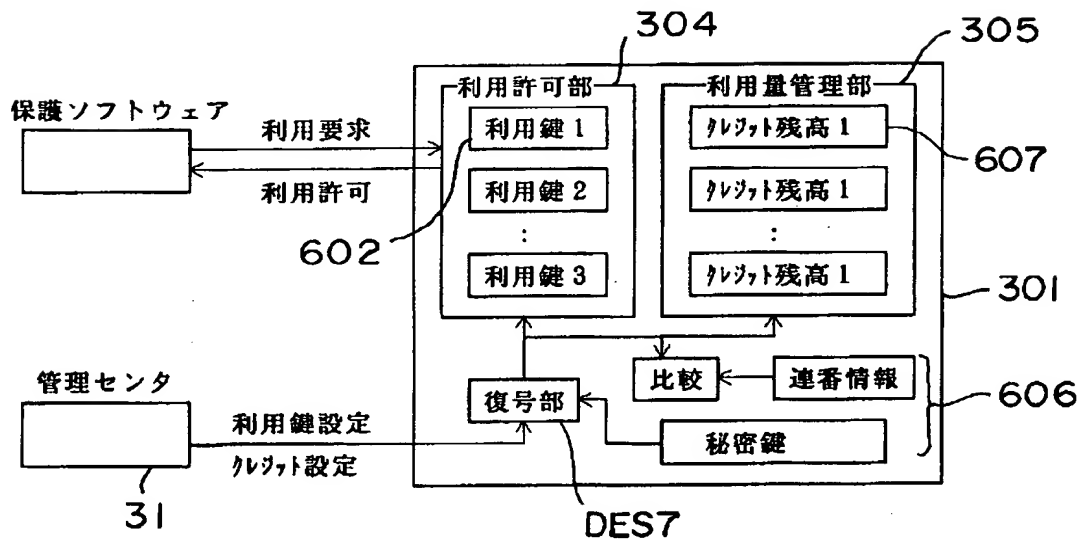 304
305
保護ソフトウェア
利用要求
利用許可
利用許可部
利用鍵1
利用鍵2
:
利用鍵3
602
利用量管理部
クレジット残高1
クレジット残高1
:
クレジット残高1
607
301
管理センタ
利用鍵設定
クレジット設定
31
復号部
DES7
比較
連番情報
秘密鍵
606